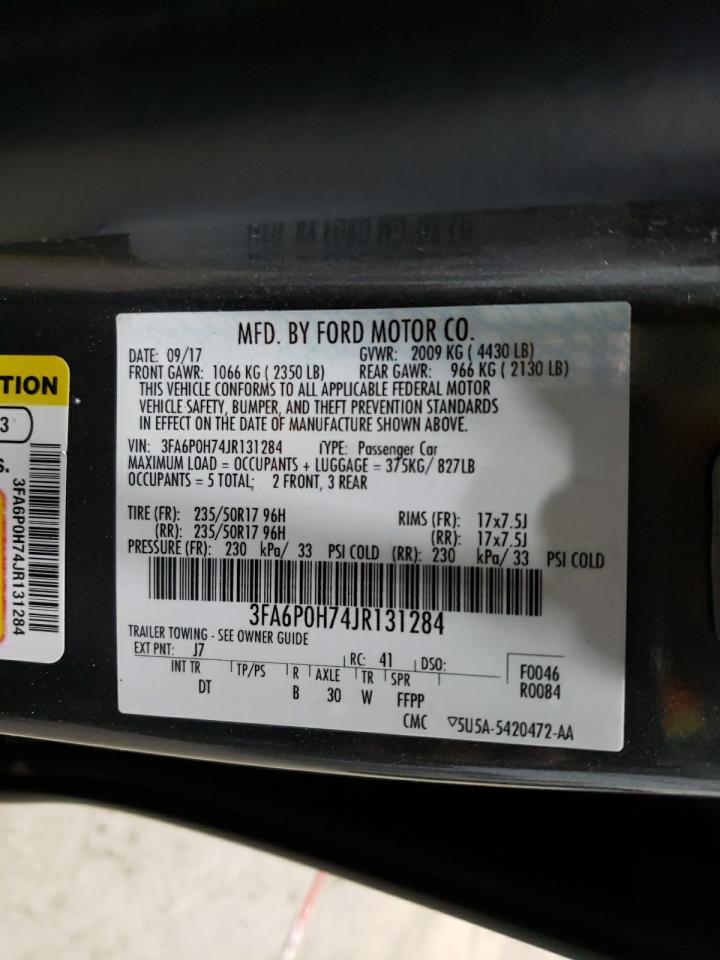 MFD. BY FORD MOTOR CO.
DATE: 09/17 GVWR: 2009 KG ( 4430 LB)
FRONT GAWR: 1066 KG ( 2350 LB) REAR GAWR: 966 KG ( 2130 LB)
THIS VEHICLE CONFORMS TO ALL APPLICABLE FEDERAL MOTOR
VEHICLE SAFETY, BUMPER, AND THEFT PREVENTION STANDARDS
IN EFFECT ON THE DATE OF MANUFACTURE SHOWN ABOVE.
VIN: 3FA6P0H74JR131284 TYPE: Passenger Car
MAXIMUM LOAD = OCCUPANTS + LUGGAGE = 375KG/ 827LB
OCCUPANTS = 5 TOTAL; 2 FRONT, 3 REAR
TIRE (FR): 235/50R17 96H RIMS (FR): 17x7.5J
(RR): 235/50R17 96H (RR): 17x7.5J
PRESSURE (FR): 230 kPa/ 33 PSI COLD (RR): 230 kPa/ 33 PSI COLD
3FA6P0H74JR131284
TRAILER TOWING - SEE OWNER GUIDE
EXT PNT: J7 RC: 41 DSO:
INT TR TP/PS R AXLE TR SPR
DT B 30 W FFPP
F0046
R0084
CMC ▽5U5A-5420472-AA
TION
3
S.
3FA6P0H74JR131284